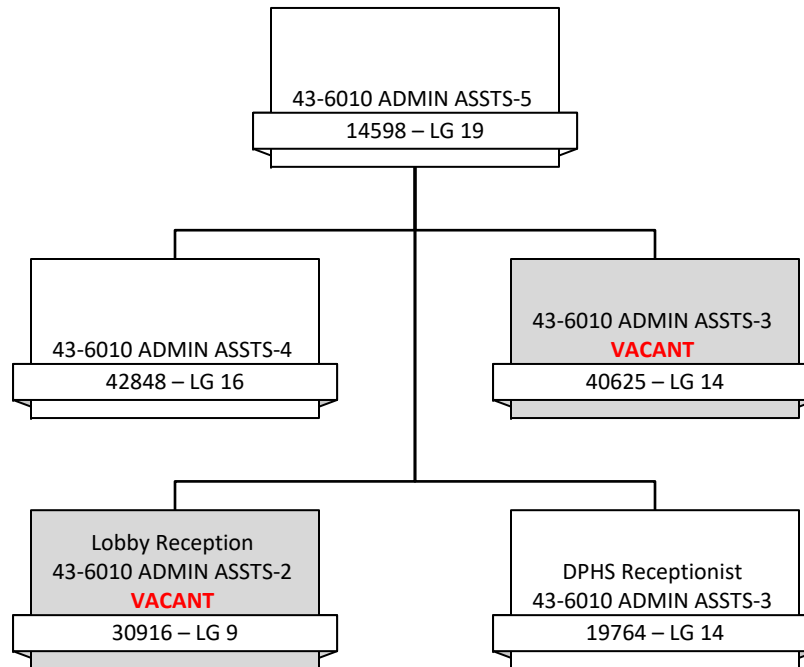 43-6010 ADMIN ASSTS-5
14598 – LG 19
43-6010 ADMIN ASSTS-4
42848 – LG 16
43-6010 ADMIN ASSTS-3
VACANT
40625 – LG 14
Lobby Reception
43-6010 ADMIN ASSTS-2
VACANT
30916 – LG 9
DPHS Receptionist
43-6010 ADMIN ASSTS-3
19764 – LG 14